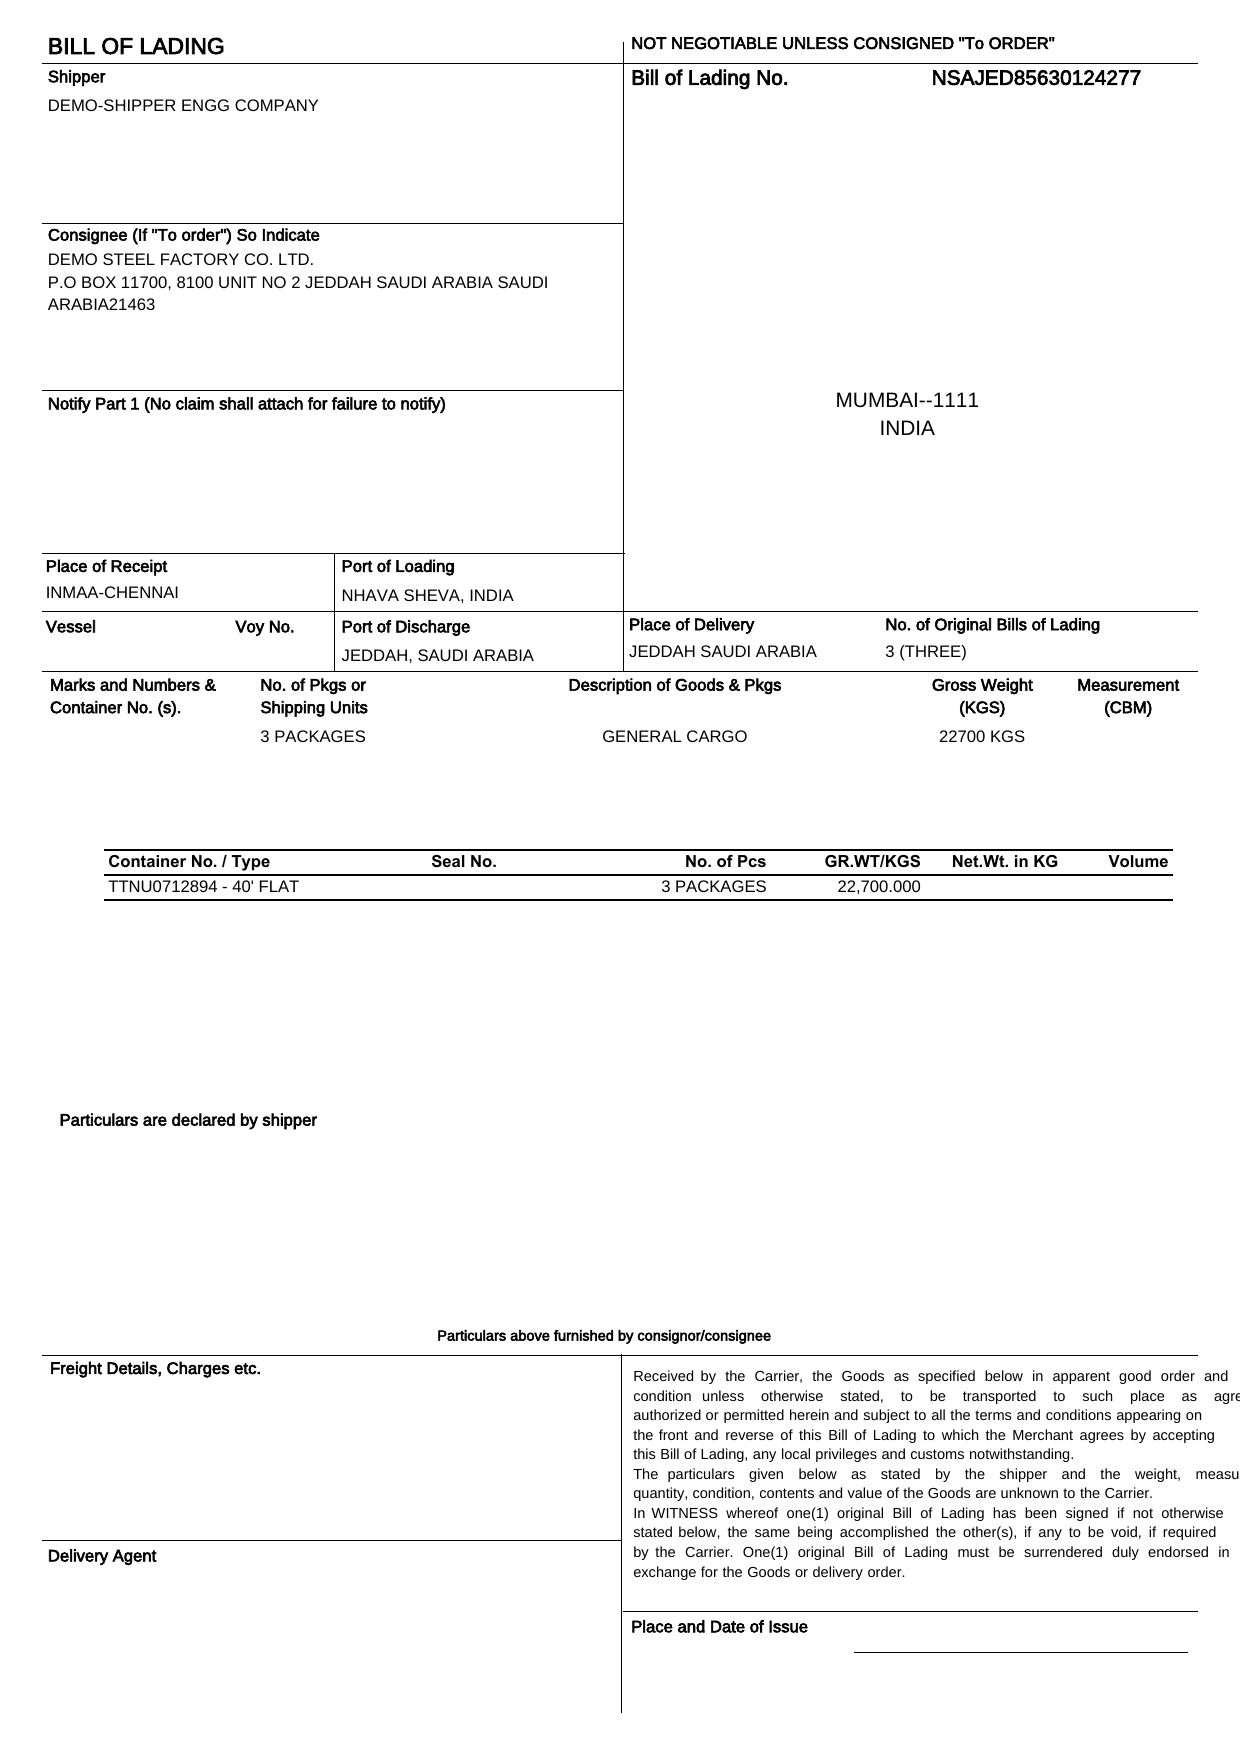 BILL OF LADING
NOT NEGOTIABLE UNLESS CONSIGNED "To ORDER"
Shipper
DEMO-SHIPPER ENGG COMPANY
Bill of Lading No. NSAJED85630124277
Consignee (If "To order") So Indicate
DEMO STEEL FACTORY CO. LTD.
P.O BOX 11700, 8100 UNIT NO 2 JEDDAH SAUDI ARABIA SAUDI
ARABIA21463
Notify Part 1 (No claim shall attach for failure to notify)
MUMBAI--1111
INDIA
Place of Receipt
INMAA-CHENNAI
Port of Loading
NHAVA SHEVA, INDIA
Vessel Voy No.
Port of Discharge
JEDDAH, SAUDI ARABIA
Place of Delivery
JEDDAH SAUDI ARABIA
No. of Original Bills of Lading
3 (THREE)
Marks and Numbers &
Container No. (s).
No. of Pkgs or
Shipping Units
Description of Goods & Pkgs
Gross Weight
(KGS)
Measurement
(CBM)
3 PACKAGES GENERAL CARGO 22700 KGS
Container No. / Type Seal No. No. of Pcs GR.WT/KGS Net.Wt. in KG Volume
TTNU0712894 - 40' FLAT 3 PACKAGES 22,700.000
Particulars are declared by shipper
Particulars above furnished by consignor/consignee
Freight Details, Charges etc.
Received by the Carrier, the Goods as specified below in apparent good order and
condition unless otherwise stated, to be transported to such place as agre
authorized or permitted herein and subject to all the terms and conditions appearing on
the front and reverse of this Bill of Lading to which the Merchant agrees by accepting
this Bill of Lading, any local privileges and customs notwithstanding.
The particulars given below as stated by the shipper and the weight, measu
quantity, condition, contents and value of the Goods are unknown to the Carrier.
In WITNESS whereof one(1) original Bill of Lading has been signed if not otherwise
stated below, the same being accomplished the other(s), if any to be void, if required
by the Carrier. One(1) original Bill of Lading must be surrendered duly endorsed in
exchange for the Goods or delivery order.
Delivery Agent
Place and Date of Issue